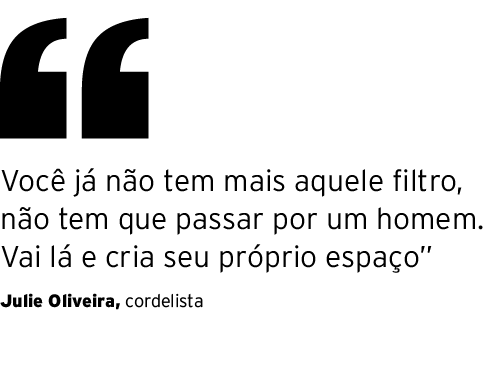 “
Você já não tem mais aquele filtro,
não tem que passar por um homem.
Vai lá e cria seu próprio espaço”
Julie Oliveira, cordelista